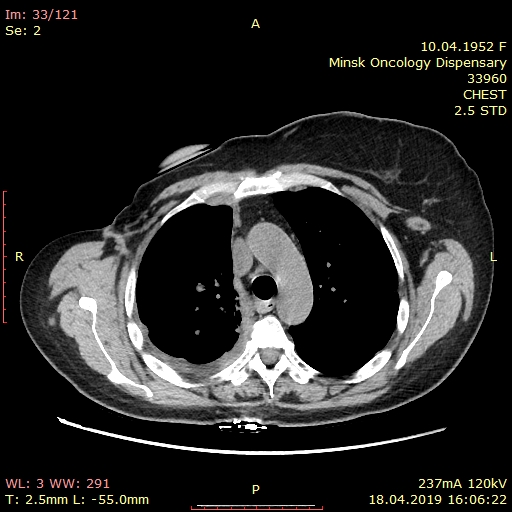 Im: 33/121
Se: 2
A
10.04.1952 F
Minsk Oncology Dispensary
33960
CHEST
2.5 STD
R
L
WL: 3 WW: 291
T: 2.5mm L: -55.0mm
P
237mA 120kV
18.04.2019 16:06:22